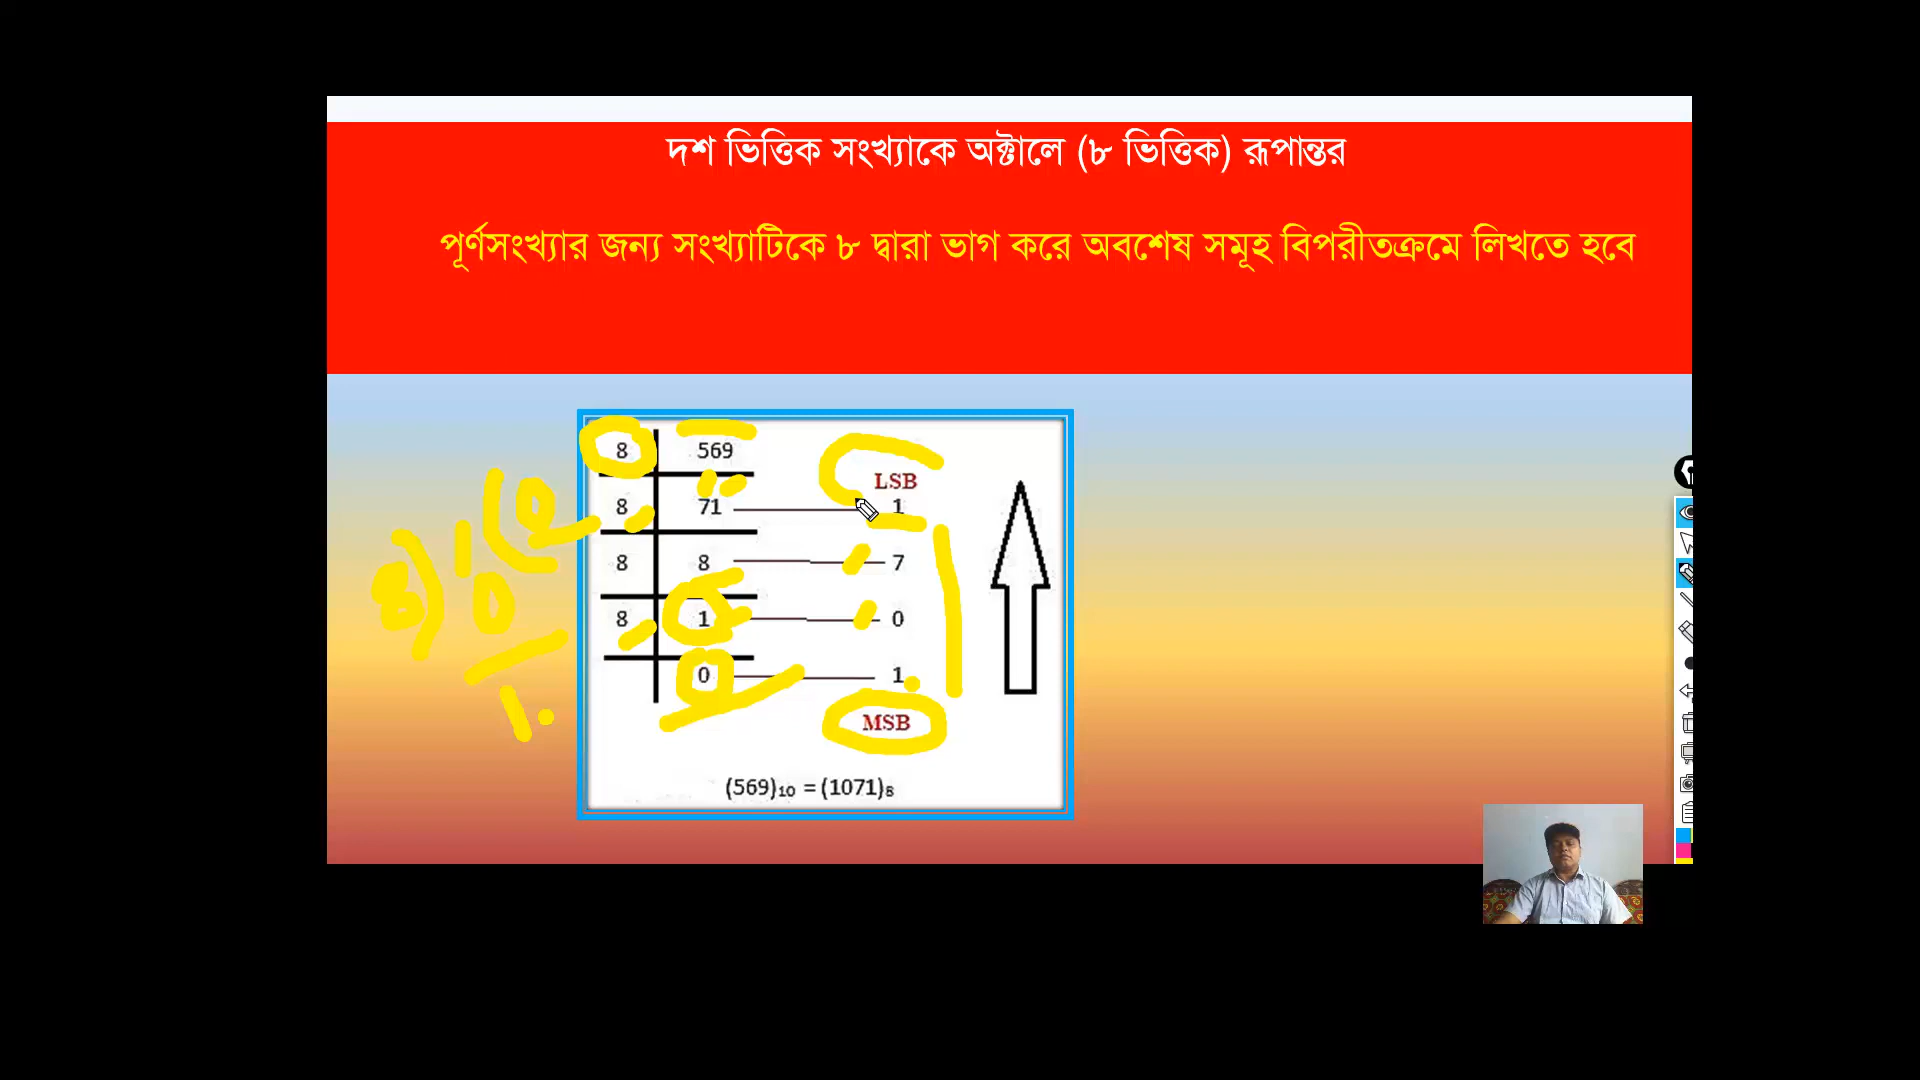 দশ ভিত্তিক সংখ্যাকে অক্টালে (৮ ভিত্তিক) রূপান্তর
পূর্ণসংখ্যার জন্য সংখ্যাটিকে ৮ দ্বারা ভাগ করে অবশেষ সমূহ বিপরীতক্রমে লিখতে হবে
8 569
LSB
8 71 1
8 8 7
8 1 0
0 1
MSB
(569)₁₀ = (1071)₈